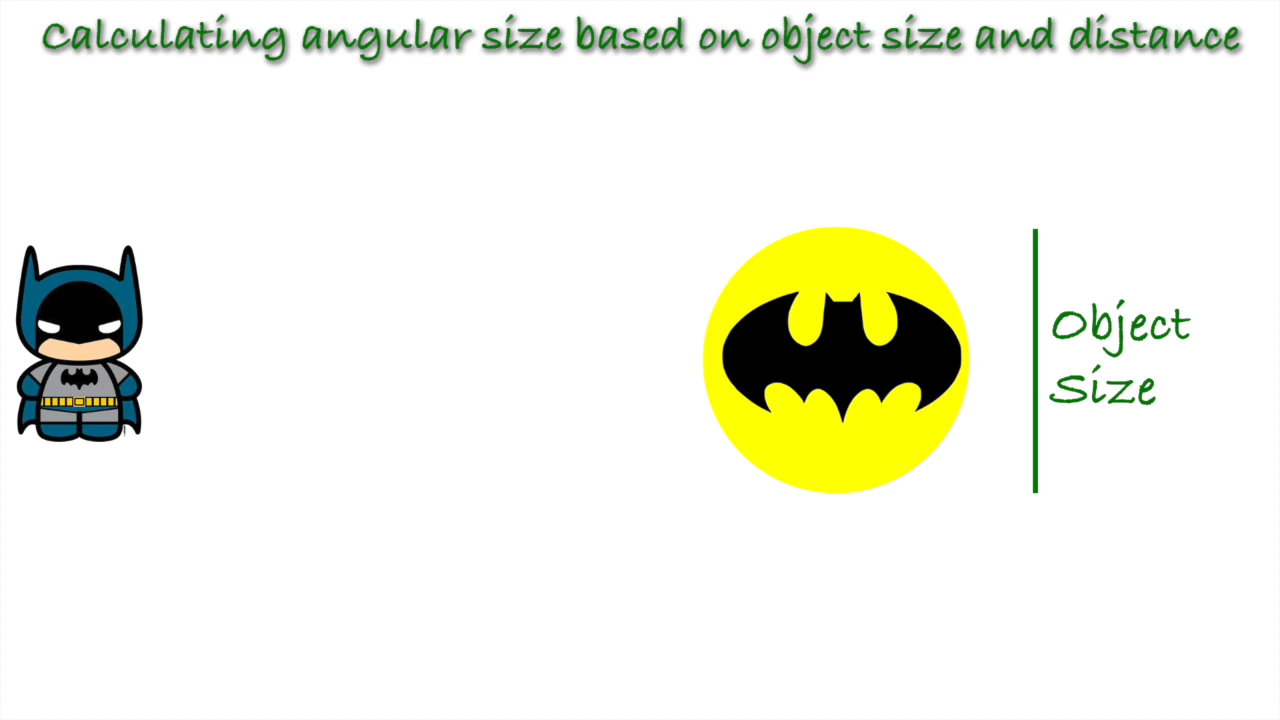 Calculating angular size based on object size and distance
Object
Size